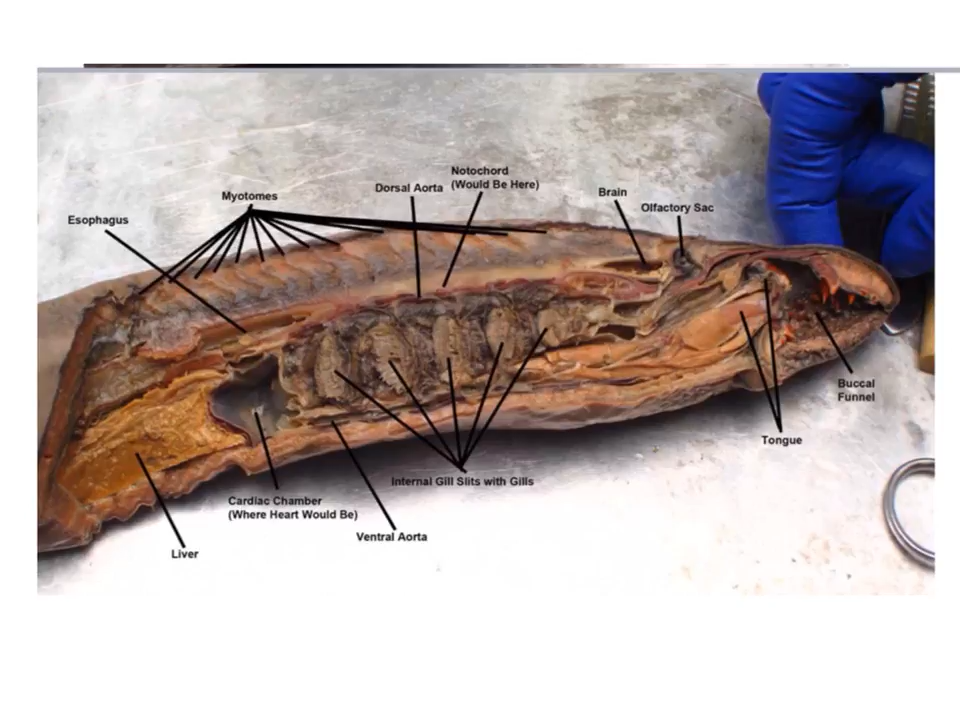 Notochord
(Would Be Here)
Dorsal Aorta
Brain
Myotomes
Olfactory Sac
Esophagus
Buccal
Funnel
Tongue
Internal Gill Slits with Gills
Cardiac Chamber
(Where Heart Would Be)
Ventral Aorta
Liver